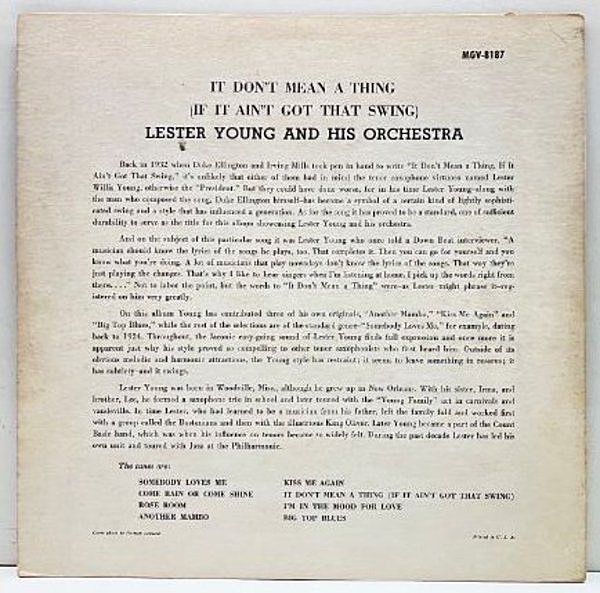 MGV-8187
IT DON'T MEAN A THING
(IF IT AIN'T GOT THAT SWING)
LESTER YOUNG AND HIS ORCHESTRA
Back in 1932 when Duke Ellington and Irving Mills took pen in hand to write "It Don't Mean a Thing, If It
Ain't Got That Swing," it's unlikely that either of them had in mind the tenor saxophone virtuoso named Lester
Willis Young, otherwise the "President." But they could have done worse, for in his time Lester Young–along with
the man who composed the song, Duke Ellington himself–has become a symbol of a certain kind of lightly sophisti-
cated swing and a style that has influenced a generation. As for the song it has proved to be a standard, one of sufficient
durability to serve as the title for this album showcasing Lester Young and his orchestra.
And on the subject of this particular song it was Lester Young who once told a Down Beat interviewer, "A
musician should know the lyrics of the songs he plays, too. That completes it. Then you can go for yourself and you
know what you're doing. A lot of musicians that play nowadays don't know the lyrics of the songs. That way they're
just playing the changes. That's why I like to hear singers when I'm listening at home. I pick up the words right from
there. . . ." Not to labor the point, but the words to "It Don't Mean a Thing" were–as Lester might phrase it–reg-
istered on him very greatly.
On this album Young has contributed three of his own originals, "Another Mambo," "Kiss Me Again" and
"Big Top Blues," while the rest of the selections are of the standard genre–"Somebody Loves Me," for example, dating
back to 1924. Throughout, the laconic easy-going sound of Lester Young finds full expression and once more it is
apparent just why his style proved so compelling to other tenor saxophonists who first heard him. Outside of its
obvious melodic and harmonic attractions, the Young style has restraint; it seems to leave something in reserve; it
has subtlety–and it swings.
Lester Young was born in Woodville, Miss., although he grew up in New Orleans. With his sister, Irma, and
brother, Lee, he formed a saxophone trio in school and later toured with the "Young Family" act in carnivals and
vaudeville. In time Lester, who had learned to be a musician from his father, left the family fold and worked first
with a group called the Bostonians and then with the illustrious King Oliver. Later Young became a part of the Count
Basie band, which was when his influence on tenors became so widely felt. During the past decade Lester has led his
own unit and toured with Jazz at the Philharmonic.
The tunes are:
SOMEBODY LOVES ME
COME RAIN OR COME SHINE
ROSE ROOM
ANOTHER MAMBO
KISS ME AGAIN
IT DON'T MEAN A THING (IF IT AIN'T GOT THAT SWING)
I'M IN THE MOOD FOR LOVE
BIG TOP BLUES
Printed in U. S. A.